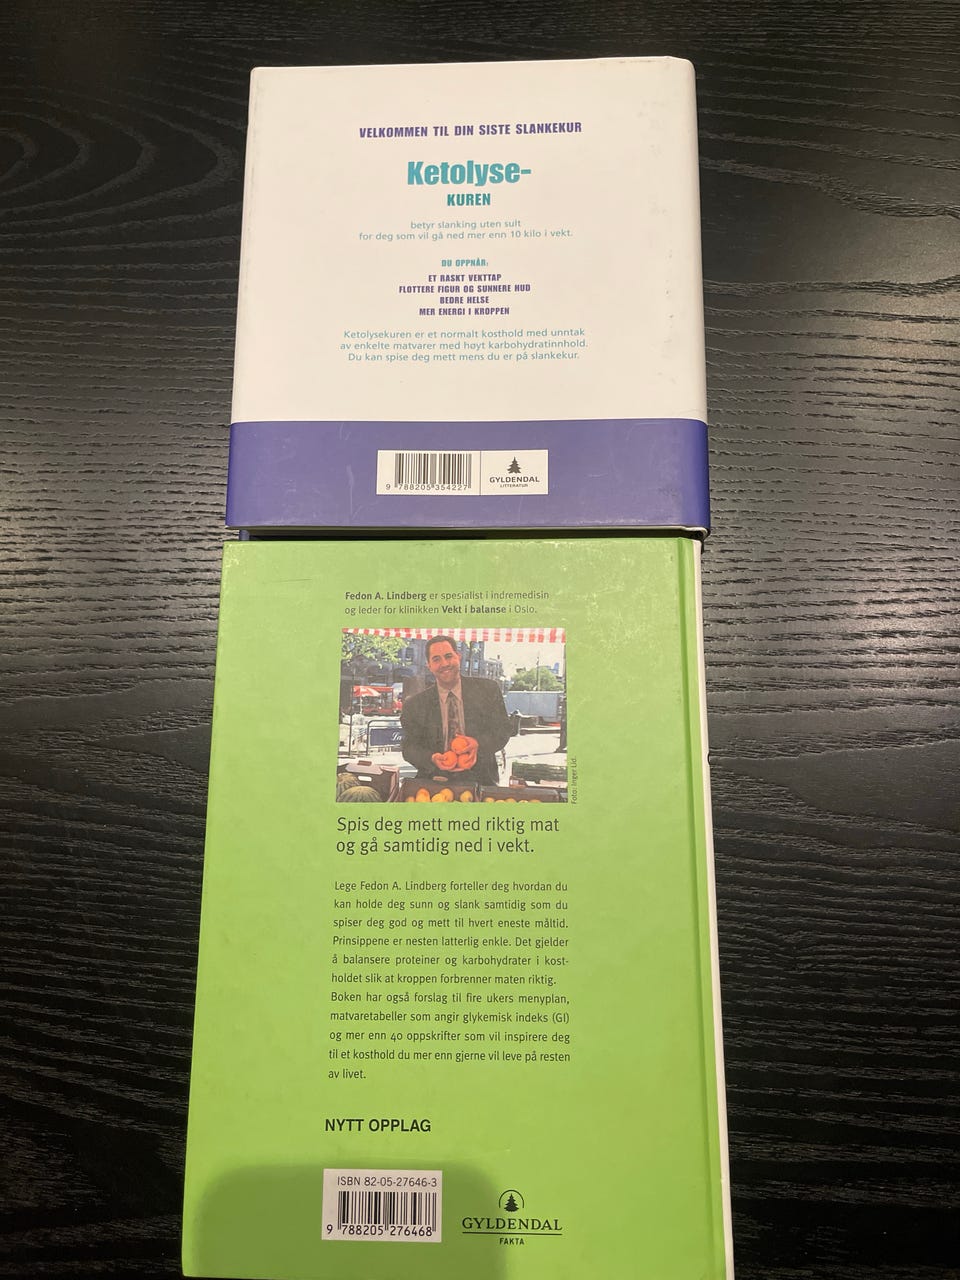 VELKOMMEN TIL DIN SISTE SLANKEKUR
Ketolyse-
KUREN
betyr slanking uten sult
for deg som vil gå ned mer enn 10 kilo i vekt.
DU OPPNÅR:
ET RASKT VEKTTAP
FLOTTERE FIGUR OG SUNNERE HUD
BEDRE HELSE
MER ENERGI I KROPPEN
Ketolysekuren er et normalt kosthold med unntak
av enkelte matvarer med høyt karbohydratinnhold.
Du kan spise deg mett mens du er på slankekur.
9 788205 354227
GYLDENDAL
LITTERATUR
Fedon A. Lindberg er spesialist i indremedisin
og leder for klinikken Vekt i balanse i Oslo.
Foto: Inger Lid.
Spis deg mett med riktig mat
og gå samtidig ned i vekt.
Lege Fedon A. Lindberg forteller deg hvordan du
kan holde deg sunn og slank samtidig som du
spiser deg god og mett til hvert eneste måltid.
Prinsippene er nesten latterlig enkle. Det gjelder
å balansere proteiner og karbohydrater i kost-
holdet slik at kroppen forbrenner maten riktig.
Boken har også forslag til fire ukers menyplan,
matvaretabeller som angir glykemisk indeks (GI)
og mer enn 40 oppskrifter som vil inspirere deg
til et kosthold du mer enn gjerne vil leve på resten
av livet.
NYTT OPPLAG
ISBN 82-05-27646-3
9 788205 276468
GYLDENDAL
FAKTA